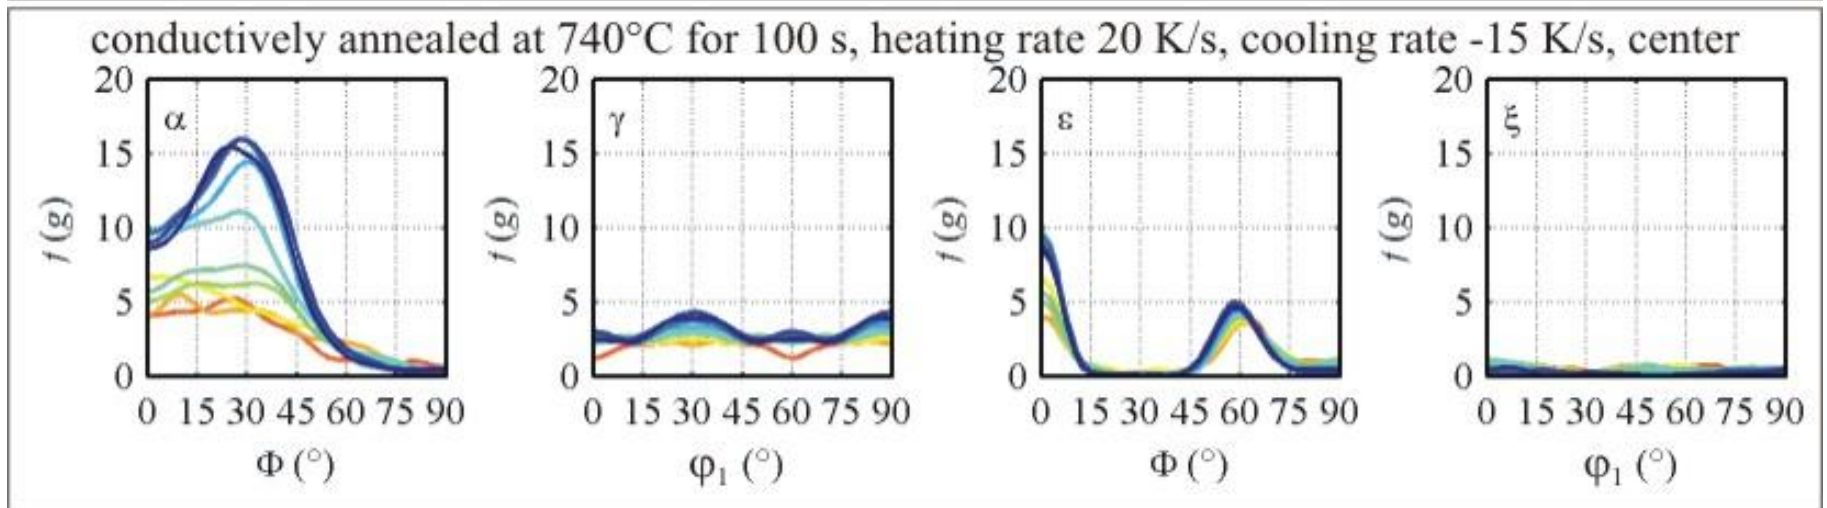 conductively annealed at 740°C for 100 s, heating rate 20 K/s, cooling rate -15 K/s, center
20 20 20 20
α γ ε ξ
15 15 15 15
f (g) f (g) f (g) f (g)
10 10 10 10
5 5 5 5
0 0 0 0
0 15 30 45 60 75 90 0 15 30 45 60 75 90 0 15 30 45 60 75 90 0 15 30 45 60 75 90
Φ (°) φ1 (°) Φ (°) φ1 (°)